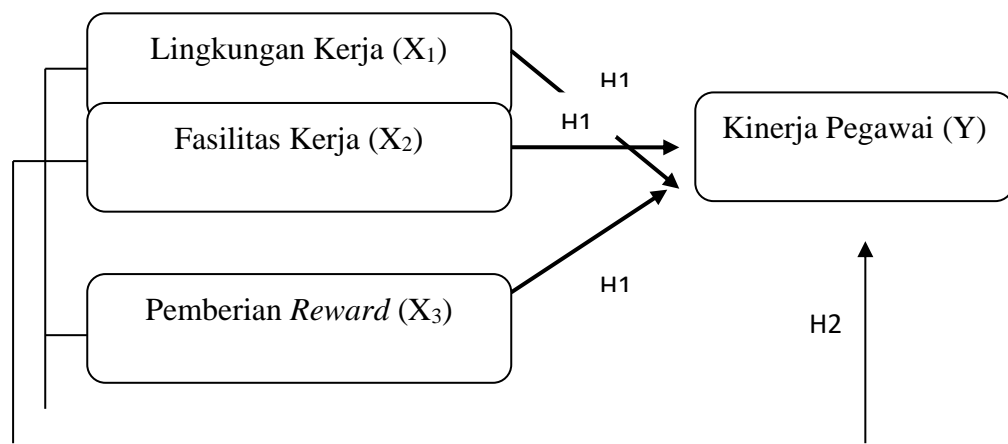 Lingkungan Kerja (X₁)
H1
H1
Fasilitas Kerja (X₂)
Kinerja Pegawai (Y)
Pemberian Reward (X₃)
H1
H2